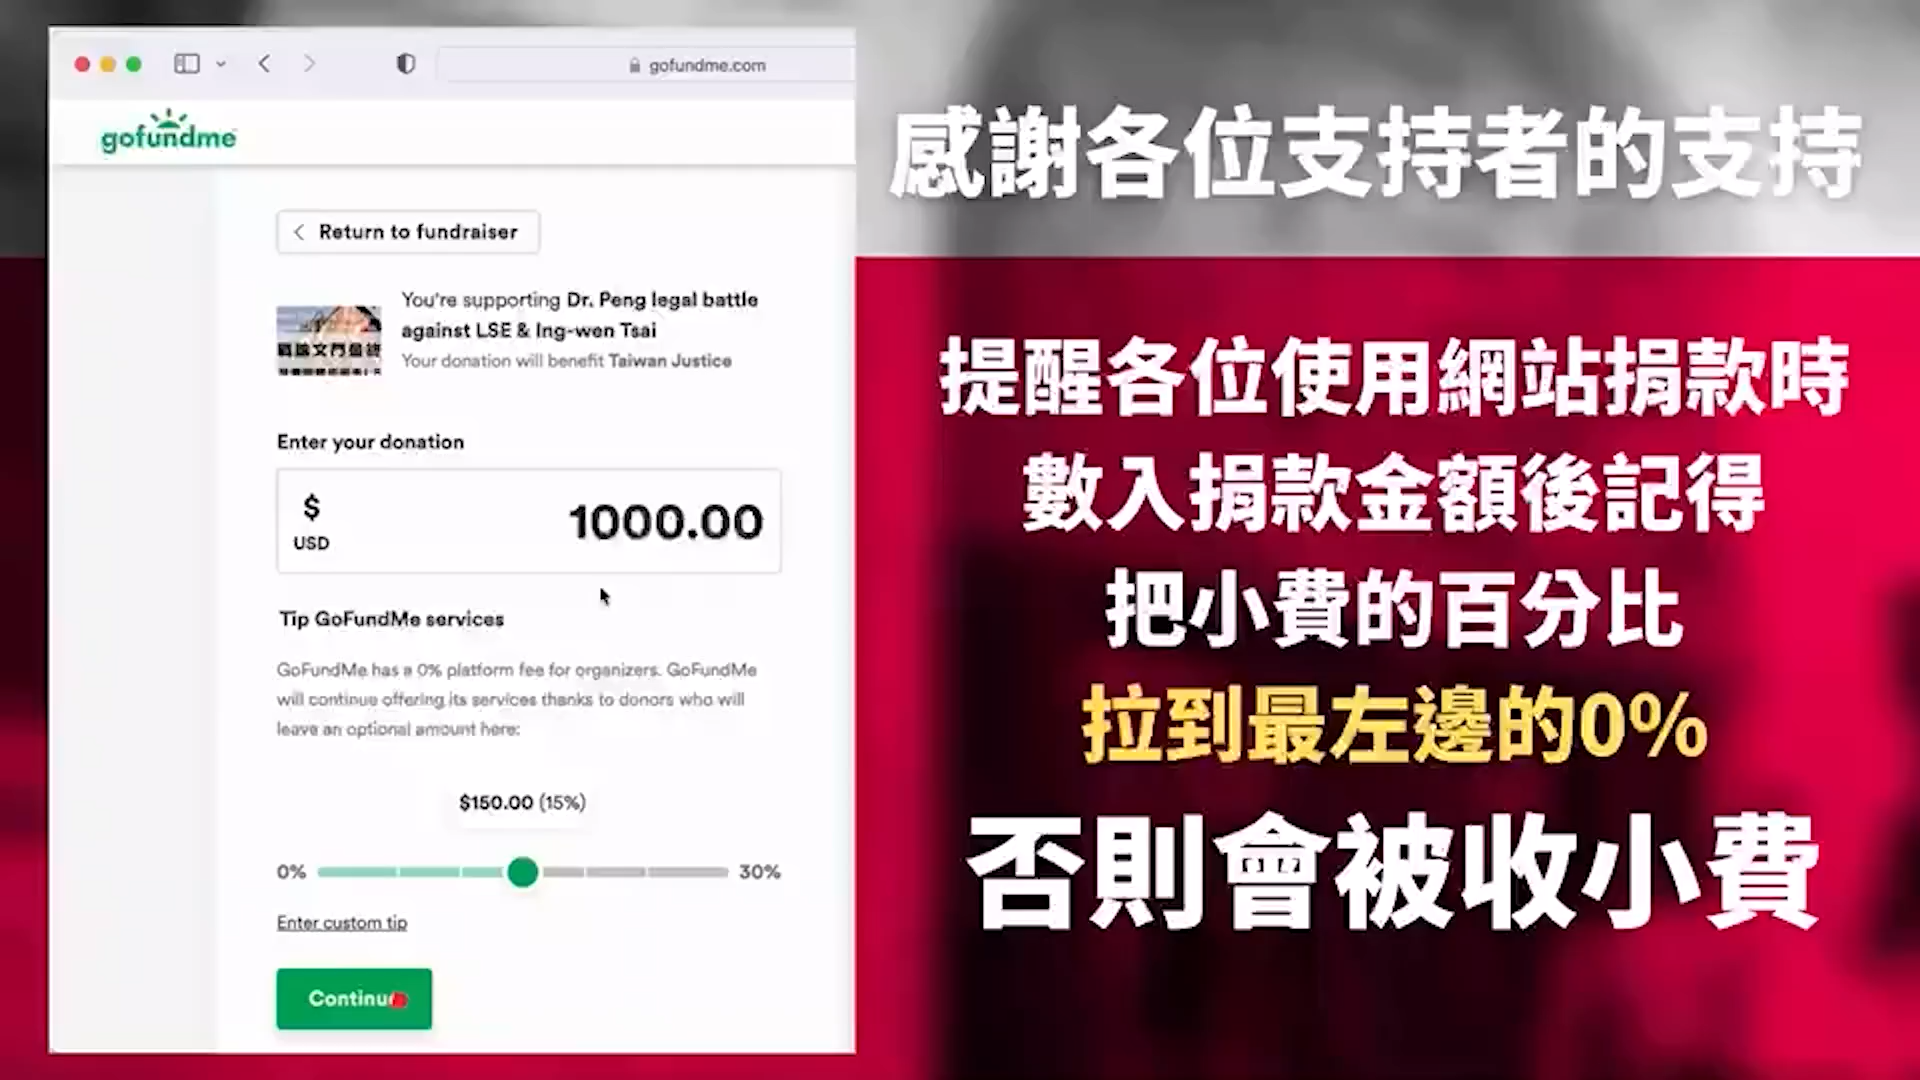 gofundme.com
gofundme
Return to fundraiser
You're supporting Dr. Peng legal battle
against LSE & Ing-wen Tsai
Your donation will benefit Taiwan Justice
Enter your donation
$
USD
1000.00
Tip GoFundMe services
GoFundMe has a 0% platform fee for organizers. GoFundMe
will continue offering its services thanks to donors who will
leave an optional amount here:
$150.00 (15%)
0%
30%
Enter custom tip
Continue
感謝各位支持者的支持
提醒各位使用網站捐款時
數入捐款金額後記得
把小費的百分比
拉到最左邊的0%
否則會被收小費